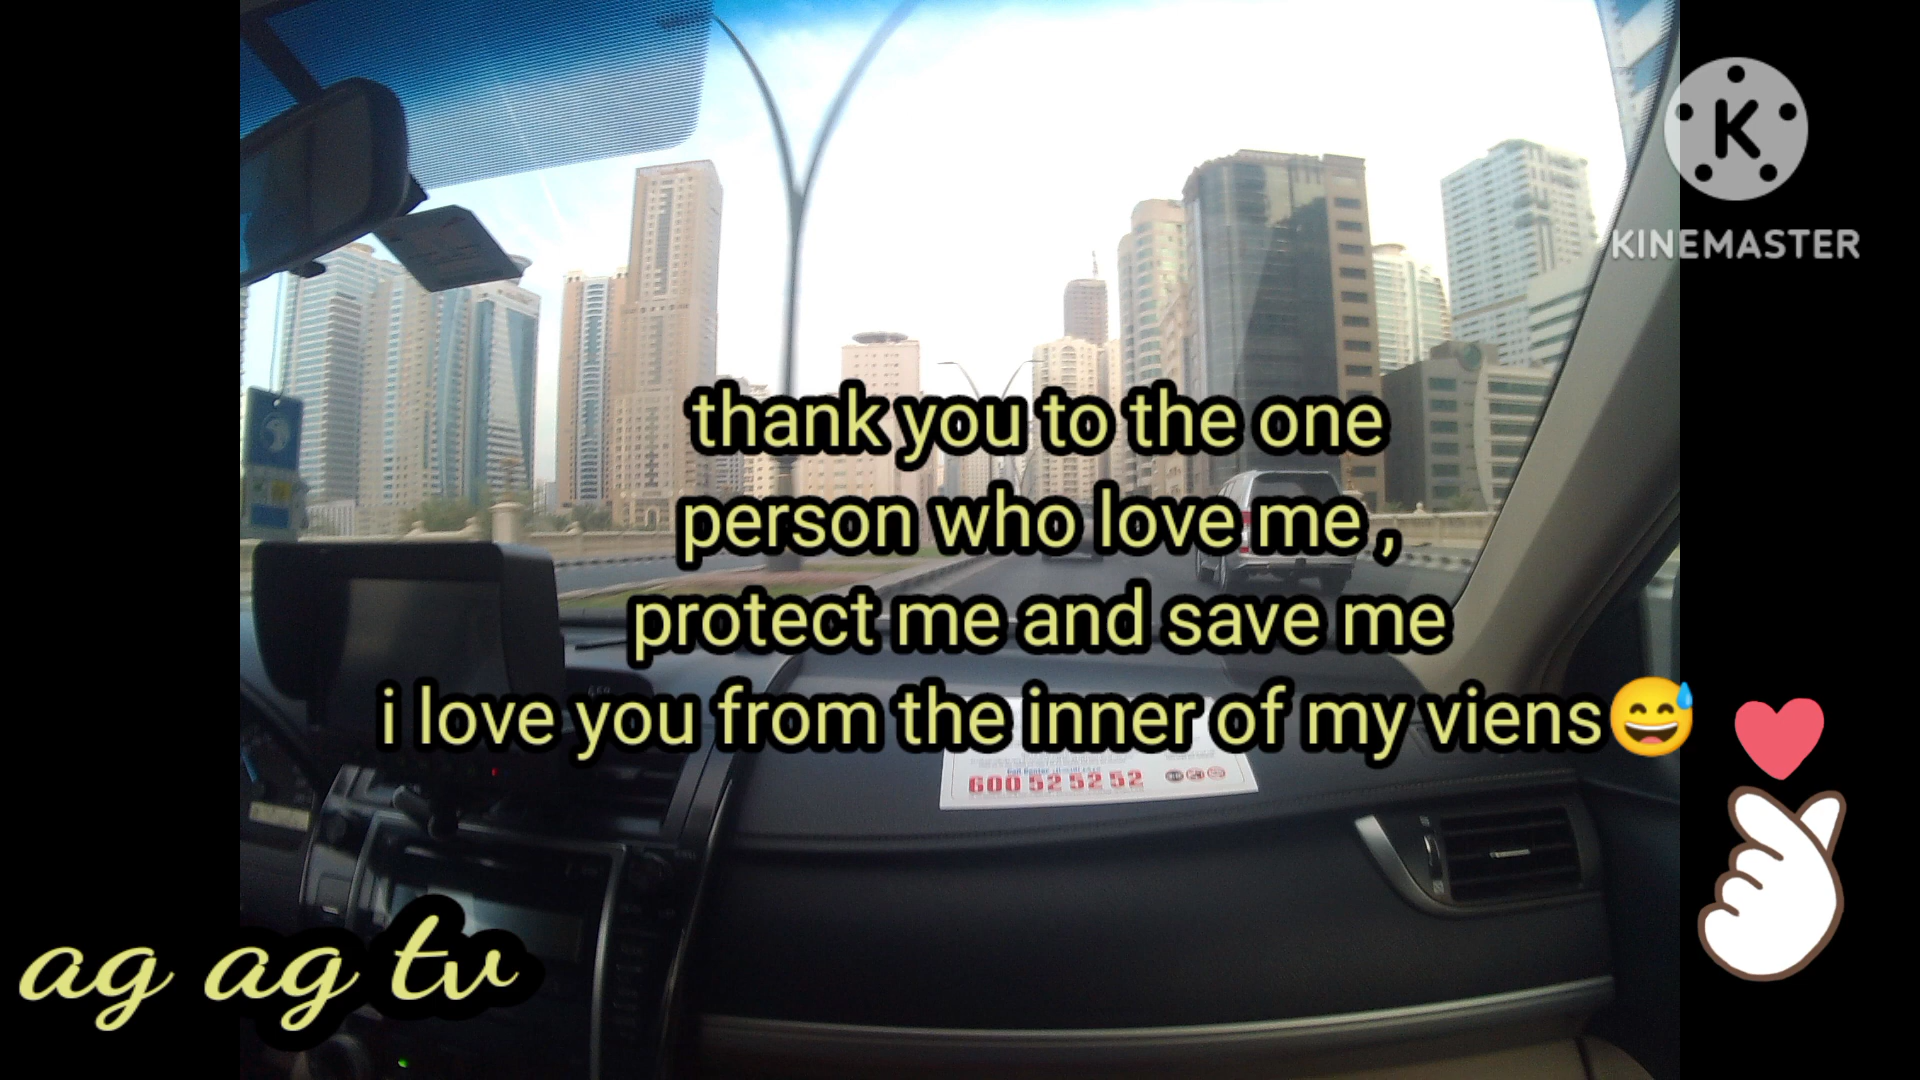 K
KINEMASTER
thank you to the one
person who love me ,
protect me and save me
i love you from the inner of my viens😅
600 52 52 52
ag ag tv